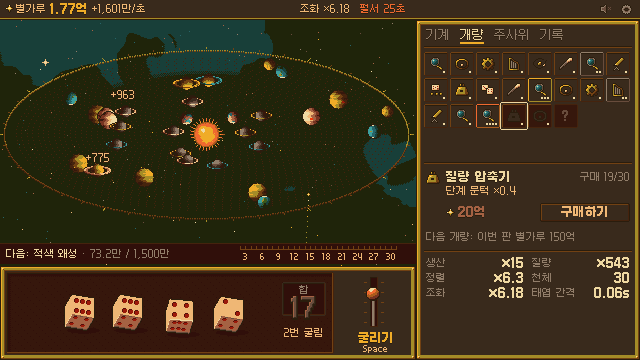 별가루 1.77억 +1,601만/초
조화 ×6.18 펄서 25초
기계 개량 주사위 기록
+963
+775
질량 압축기 구매 19/30
단계 문턱 ×0.4
20억 구매하기
다음 개량: 이번 판 별가루 150억
다음: 적색 왜성 · 73.2만 / 1,500만
3 6 9 12 15 18 21 24 27 30
생산 ×15 질량 ×543
정렬 ×6.3 천체 30
조화 ×6.18 태엽 간격 0.06s
합
17
2번 굴림
굴리기
Space
?